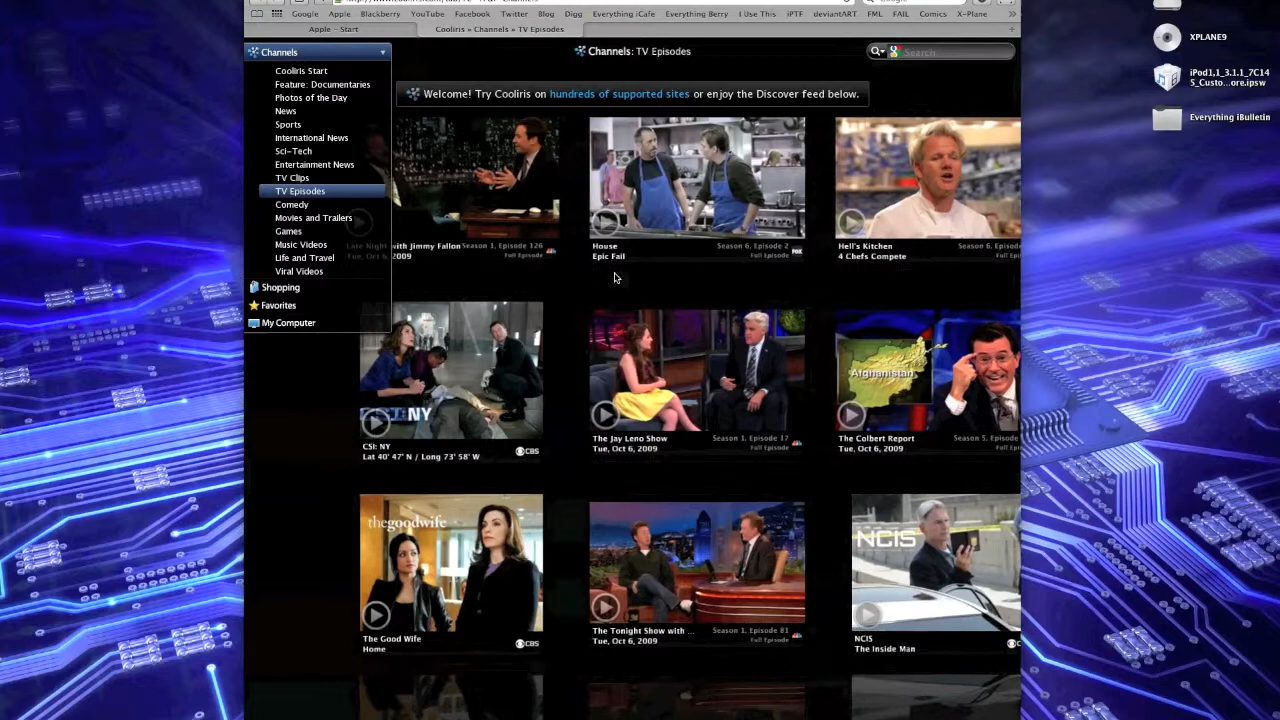 Google Apple Blackberry YouTube Facebook Twitter Blog Digg Everything iCafe Everything Berry I Use This iPTF deviantART FML FAIL Comics X-Plane »
Apple - Start
Cooliris » Channels » TV Episodes
Channels
Channels: TV Episodes
Search
Cooliris Start
Feature: Documentaries
Photos of the Day
News
Sports
International News
Sci-Tech
Entertainment News
TV Clips
TV Episodes
Comedy
Movies and Trailers
Games
Music Videos
Life and Travel
Viral Videos
Shopping
Favorites
My Computer
Welcome! Try Cooliris on hundreds of supported sites or enjoy the Discover feed below.
Late Night with Jimmy Fallon Season 1, Episode 126
Tue, Oct 6, 2009 Full Episode
House Season 6, Episode 2
Epic Fail Full Episode
FOX
Hell's Kitchen Season 6, Episode
4 Chefs Compete Full
NY
CSI: NY
Lat 40' 47' N / Long 73' 58' W
CBS
The Jay Leno Show Season 1, Episode 17
Tue, Oct 6, 2009 Full Episode
Afghanistan
The Colbert Report Season 5, Episode
Tue, Oct 6, 2009 Full
thegoodwife
The Good Wife
Home
CBS
The Tonight Show with ... Season 1, Episode 81
Tue, Oct 6, 2009 Full Episode
NCIS
NCIS
The Inside Man
XPLANE9
iPod1,1_3.1.1_7C14
5_Custo...ore.ipsw
Everything iBulletin